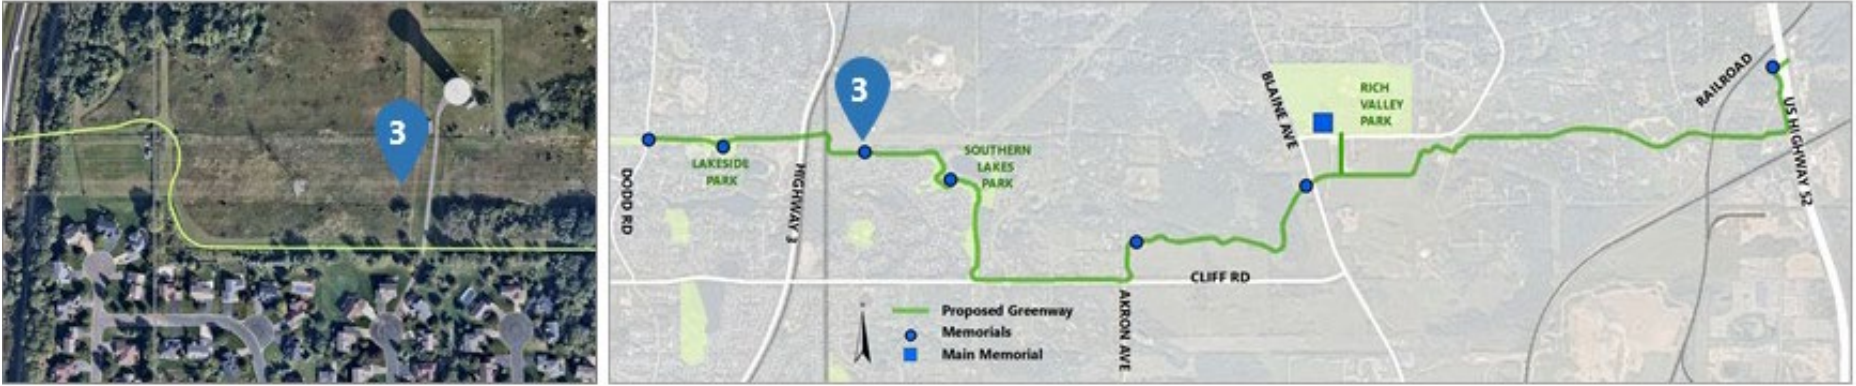 3
3
DODD RD
LAKESIDE
PARK
HIGHWAY 3
SOUTHERN
LAKES
PARK
BLAINE AVE
RICH
VALLEY
PARK
RAILROAD
US HIGHWAY 52
CLIFF RD
AKRON AVE
Proposed Greenway
Memorials
Main Memorial